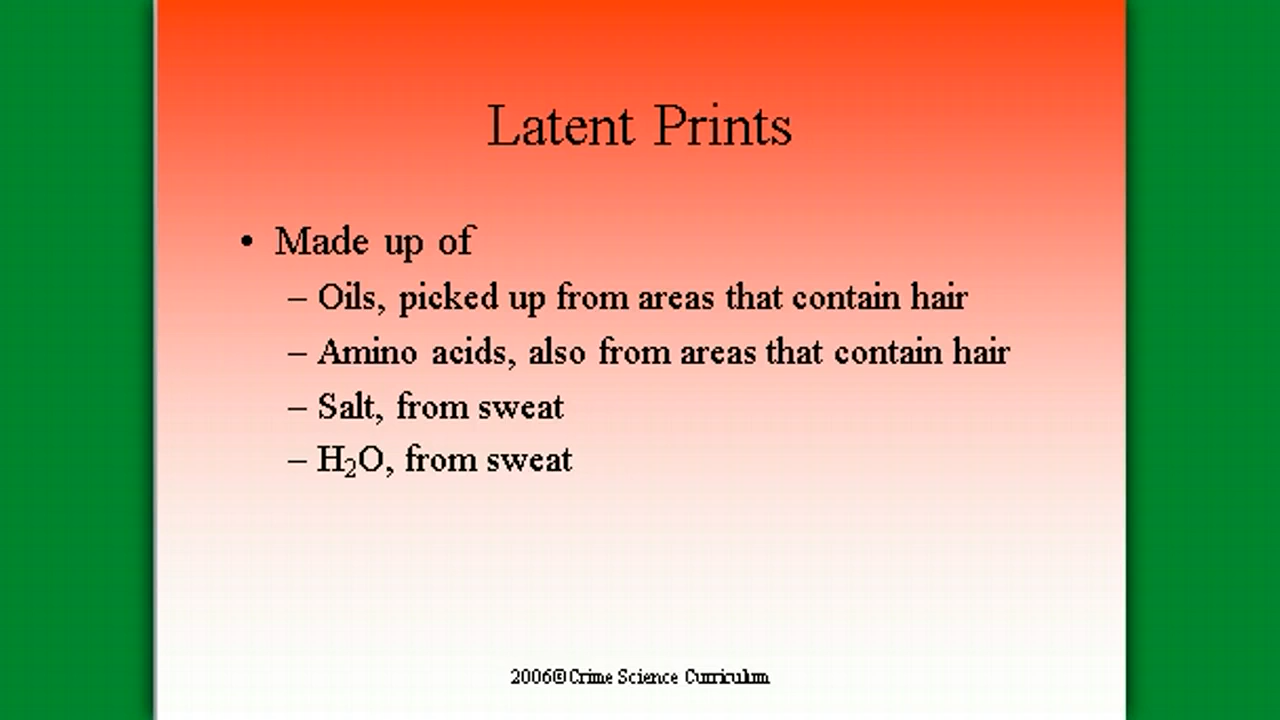 Latent Prints
• Made up of
– Oils, picked up from areas that contain hair
– Amino acids, also from areas that contain hair
– Salt, from sweat
– H₂O, from sweat
2006©Crime Science Curriculum